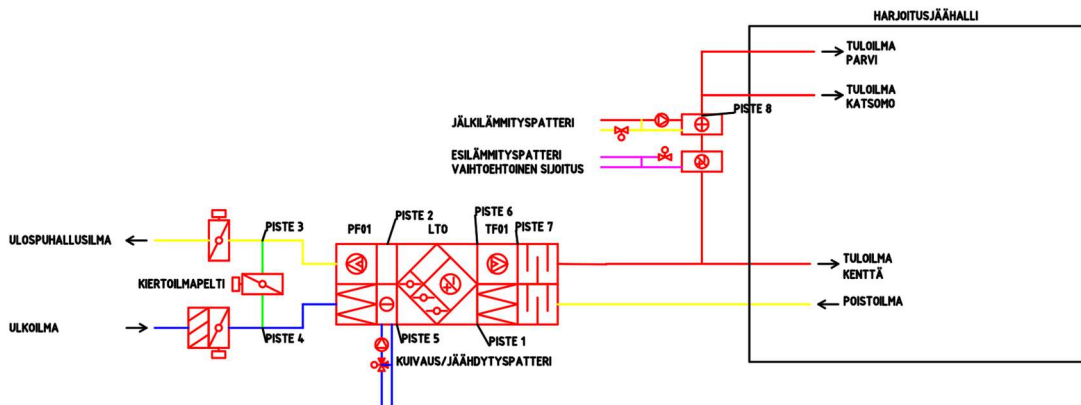 HARJOITUSJÄÄHALLI
TULOILMA
PARVI
TULOILMA
KATSOMO
PISTE 8
JÄLKILÄMMITYSPATTERI
ESILÄMMITYSPATTERI
VAIHTOEHTOINEN SIJOITUS
PISTE 2
PISTE 6
PISTE 3
PF01
LTO
TF01
PISTE 7
ULOSPUHALLUSILMA
TULOILMA
KENTTÄ
KIERTOILMAPELTI
POISTOILMA
ULKOILMA
PISTE 4
PISTE 5
PISTE 1
KUIVAUS/JÄÄHDYTYSPATTERI